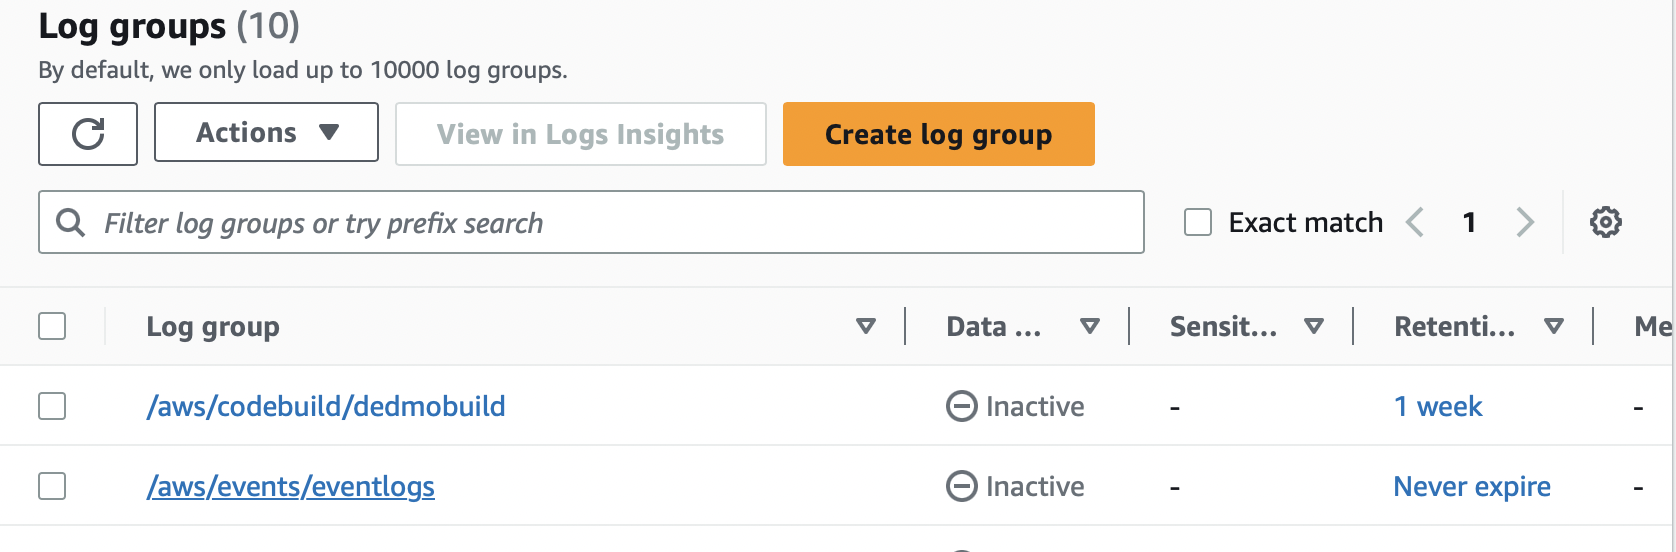 Log groups (10)
By default, we only load up to 10000 log groups.
Actions View in Logs Insights Create log group
Filter log groups or try prefix search Exact match 1
Log group Data ... Sensit... Retenti... Me
/aws/codebuild/dedmobuild Inactive - 1 week -
/aws/events/eventlogs Inactive - Never expire -